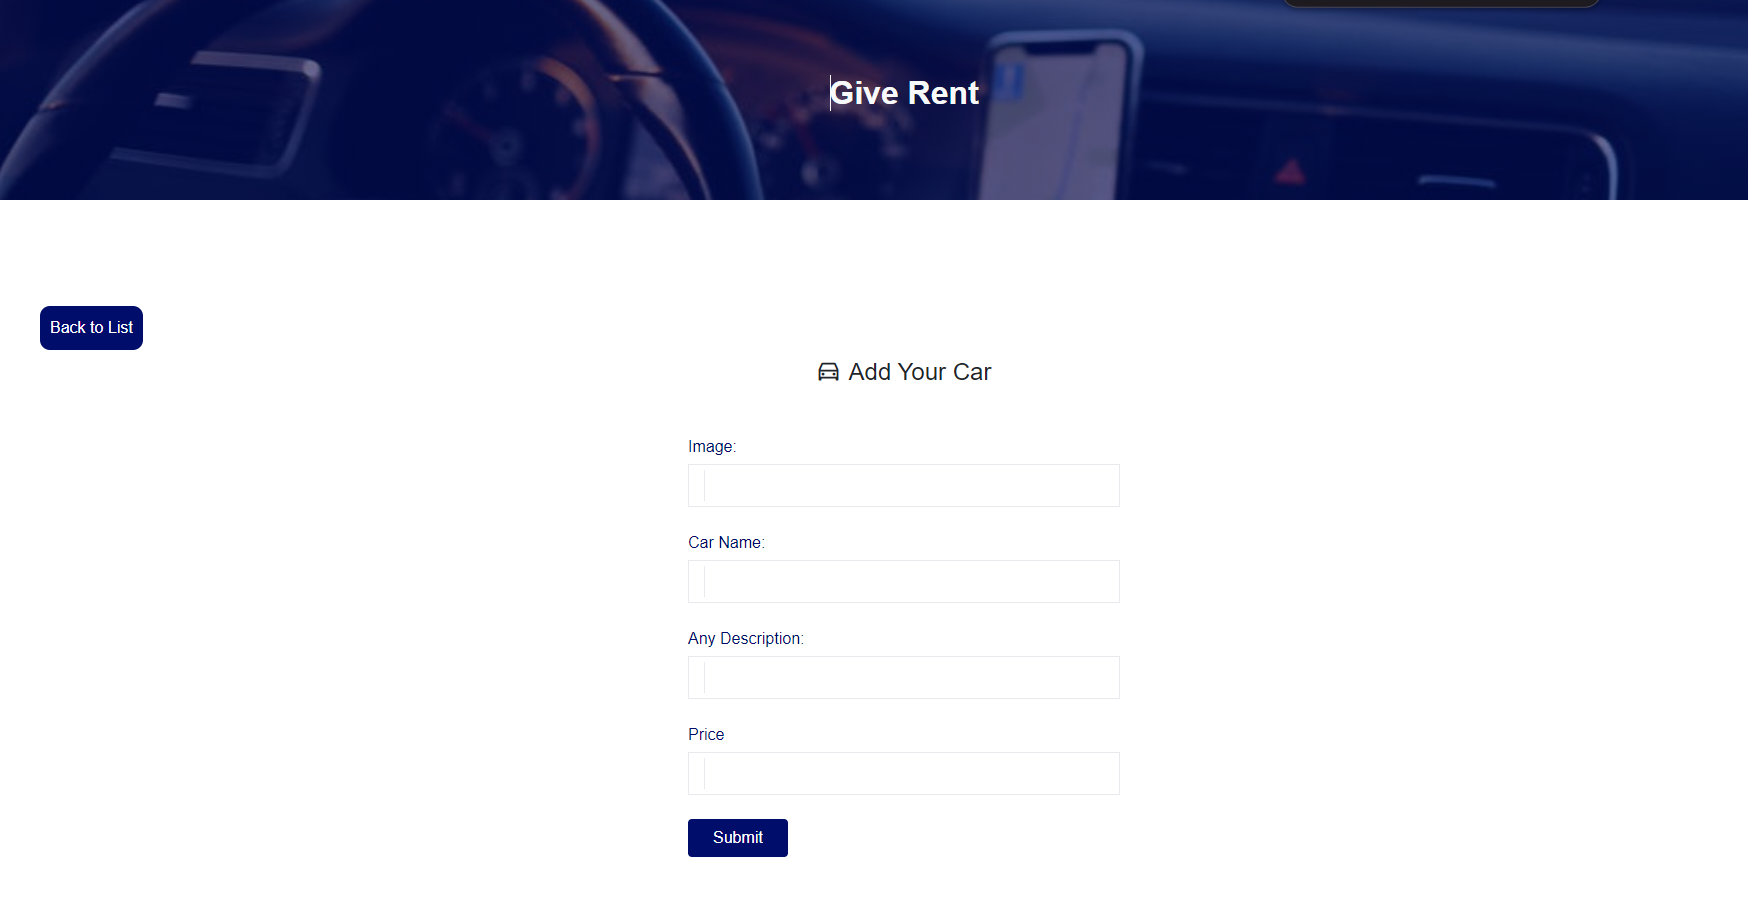 Give Rent
Back to List
Add Your Car
Image:
Car Name:
Any Description:
Price
Submit